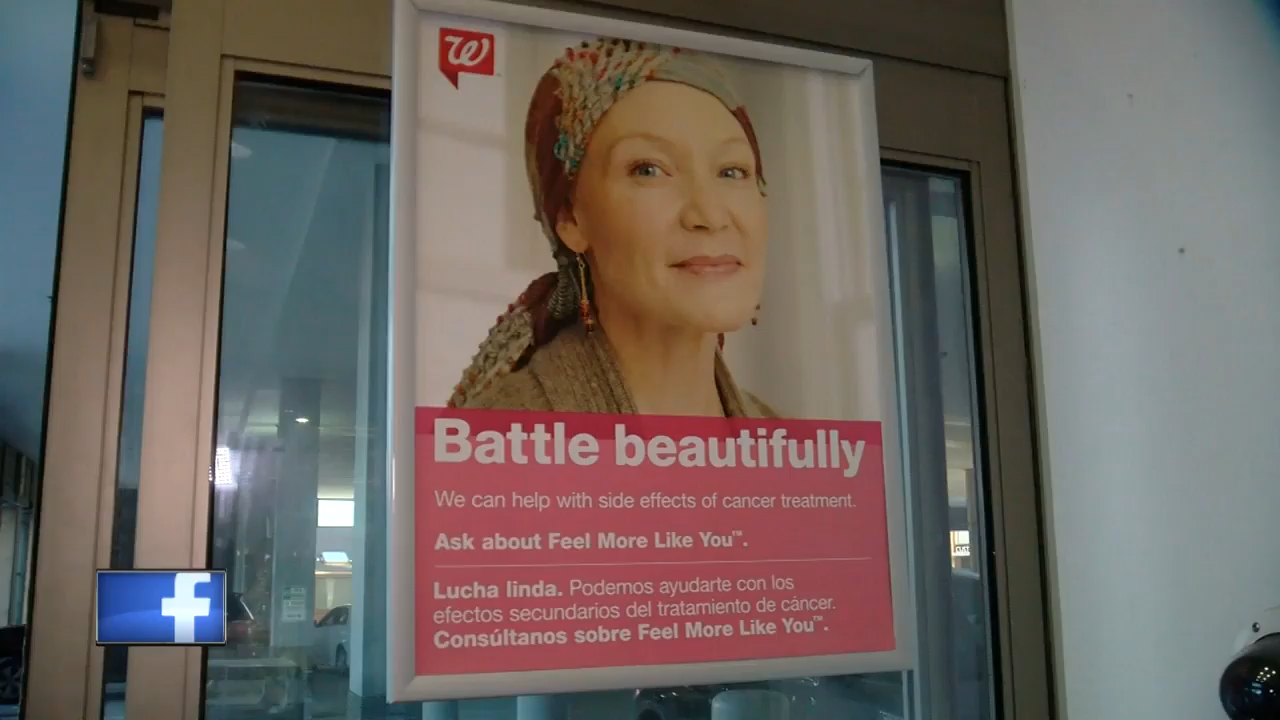 W
Battle beautifully
We can help with side effects of cancer treatment.
Ask about Feel More Like You™.
Lucha linda. Podemos ayudarte con los
efectos secundarios del tratamiento de cáncer.
Consúltanos sobre Feel More Like You™.
f